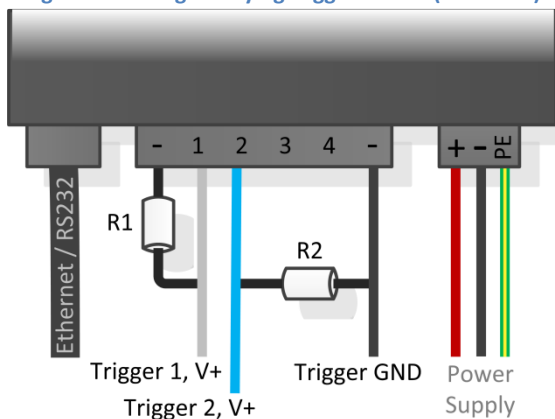 - 1 2 3 4 -
+ - PE
Ethernet / RS232
R1
R2
Trigger 1, V+
Trigger GND
Power
Supply
Trigger 2, V+